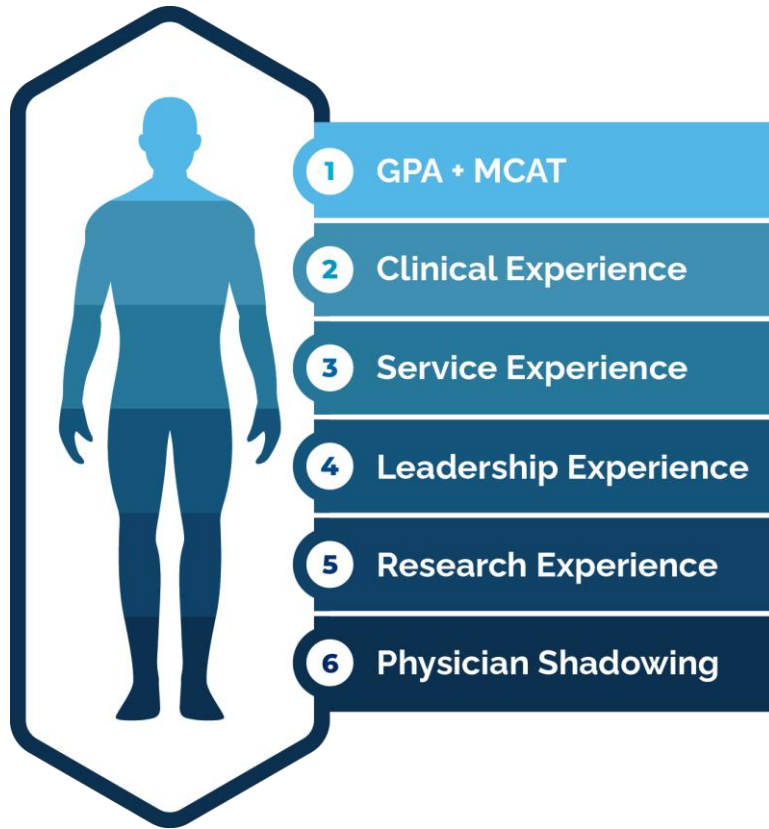 1 GPA + MCAT
2 Clinical Experience
3 Service Experience
4 Leadership Experience
5 Research Experience
6 Physician Shadowing